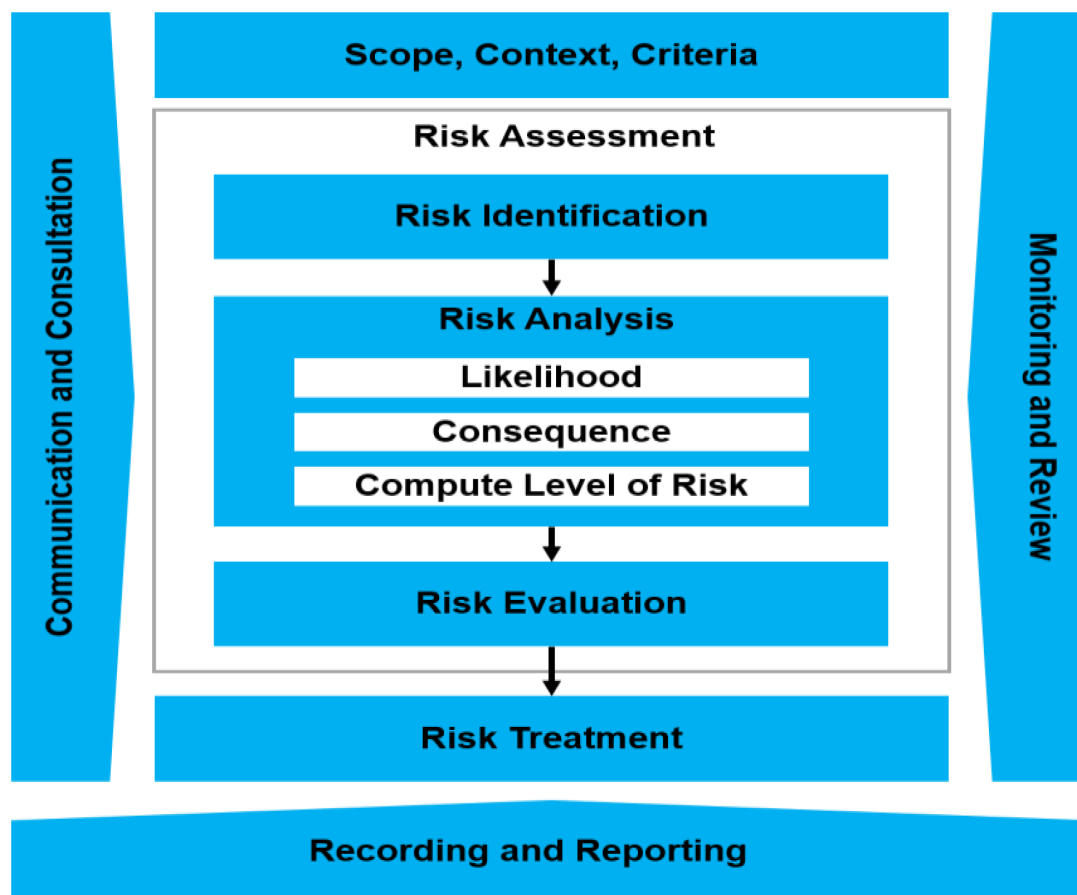 Scope, Context, Criteria
Risk Assessment
Risk Identification
Risk Analysis
Likelihood
Consequence
Compute Level of Risk
Risk Evaluation
Risk Treatment
Communication and Consultation
Monitoring and Review
Recording and Reporting